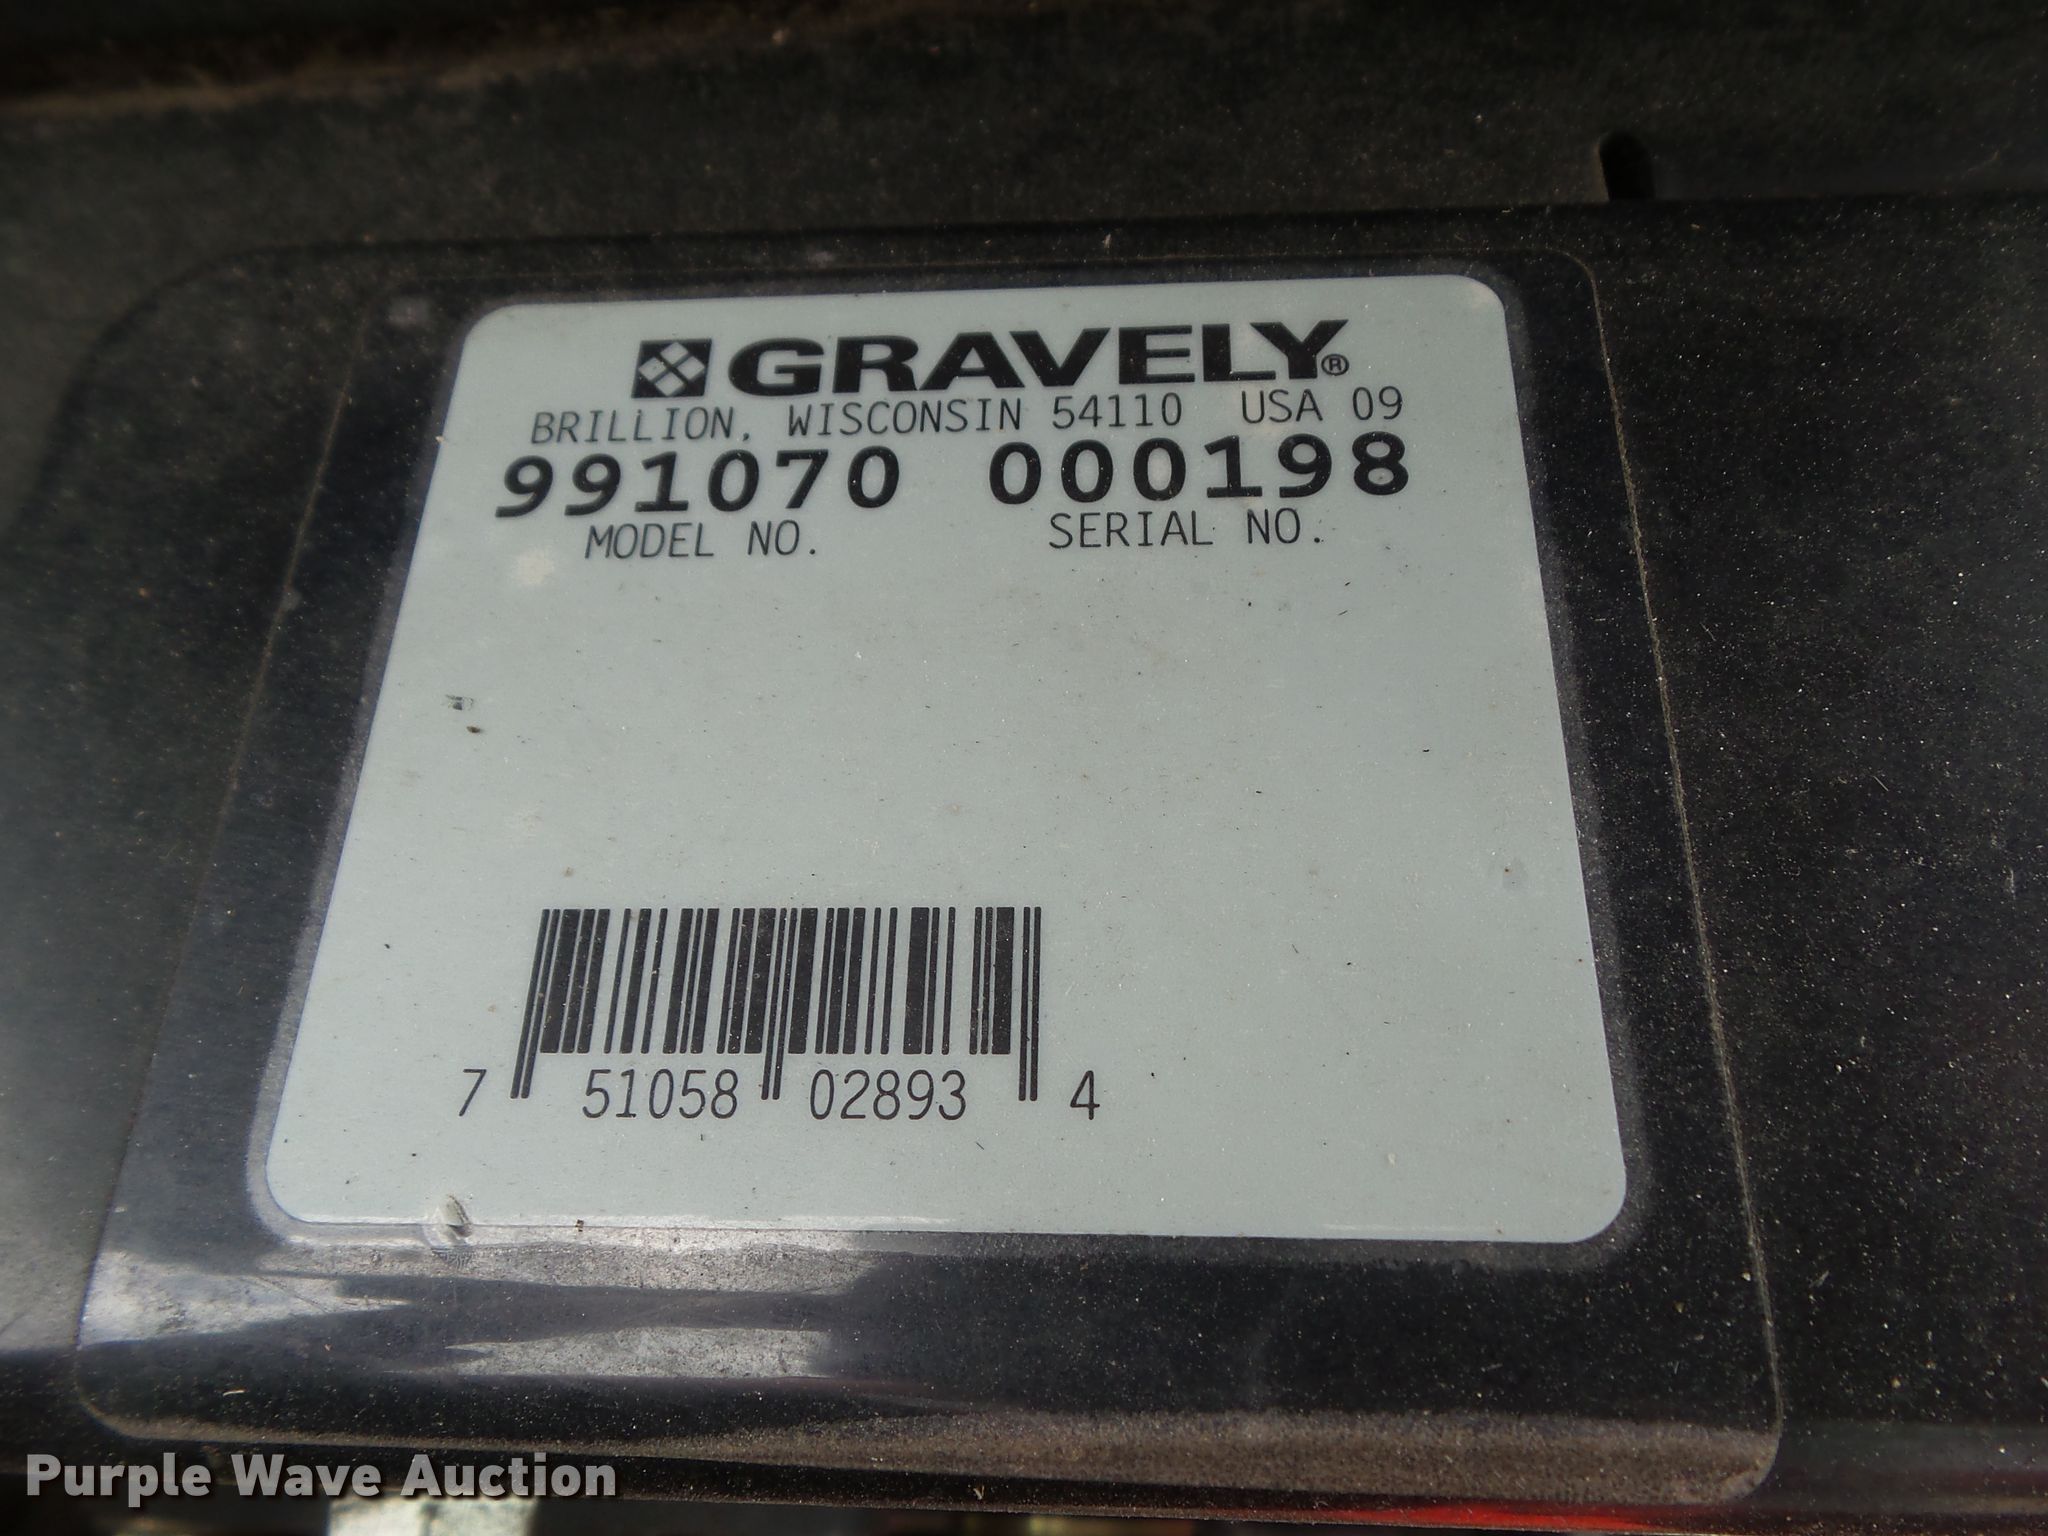 GRAVELY®
BRILLION, WISCONSIN 54110 USA 09
991070 000198
MODEL NO. SERIAL NO.
7 51058 02893 4
Purple Wave Auction